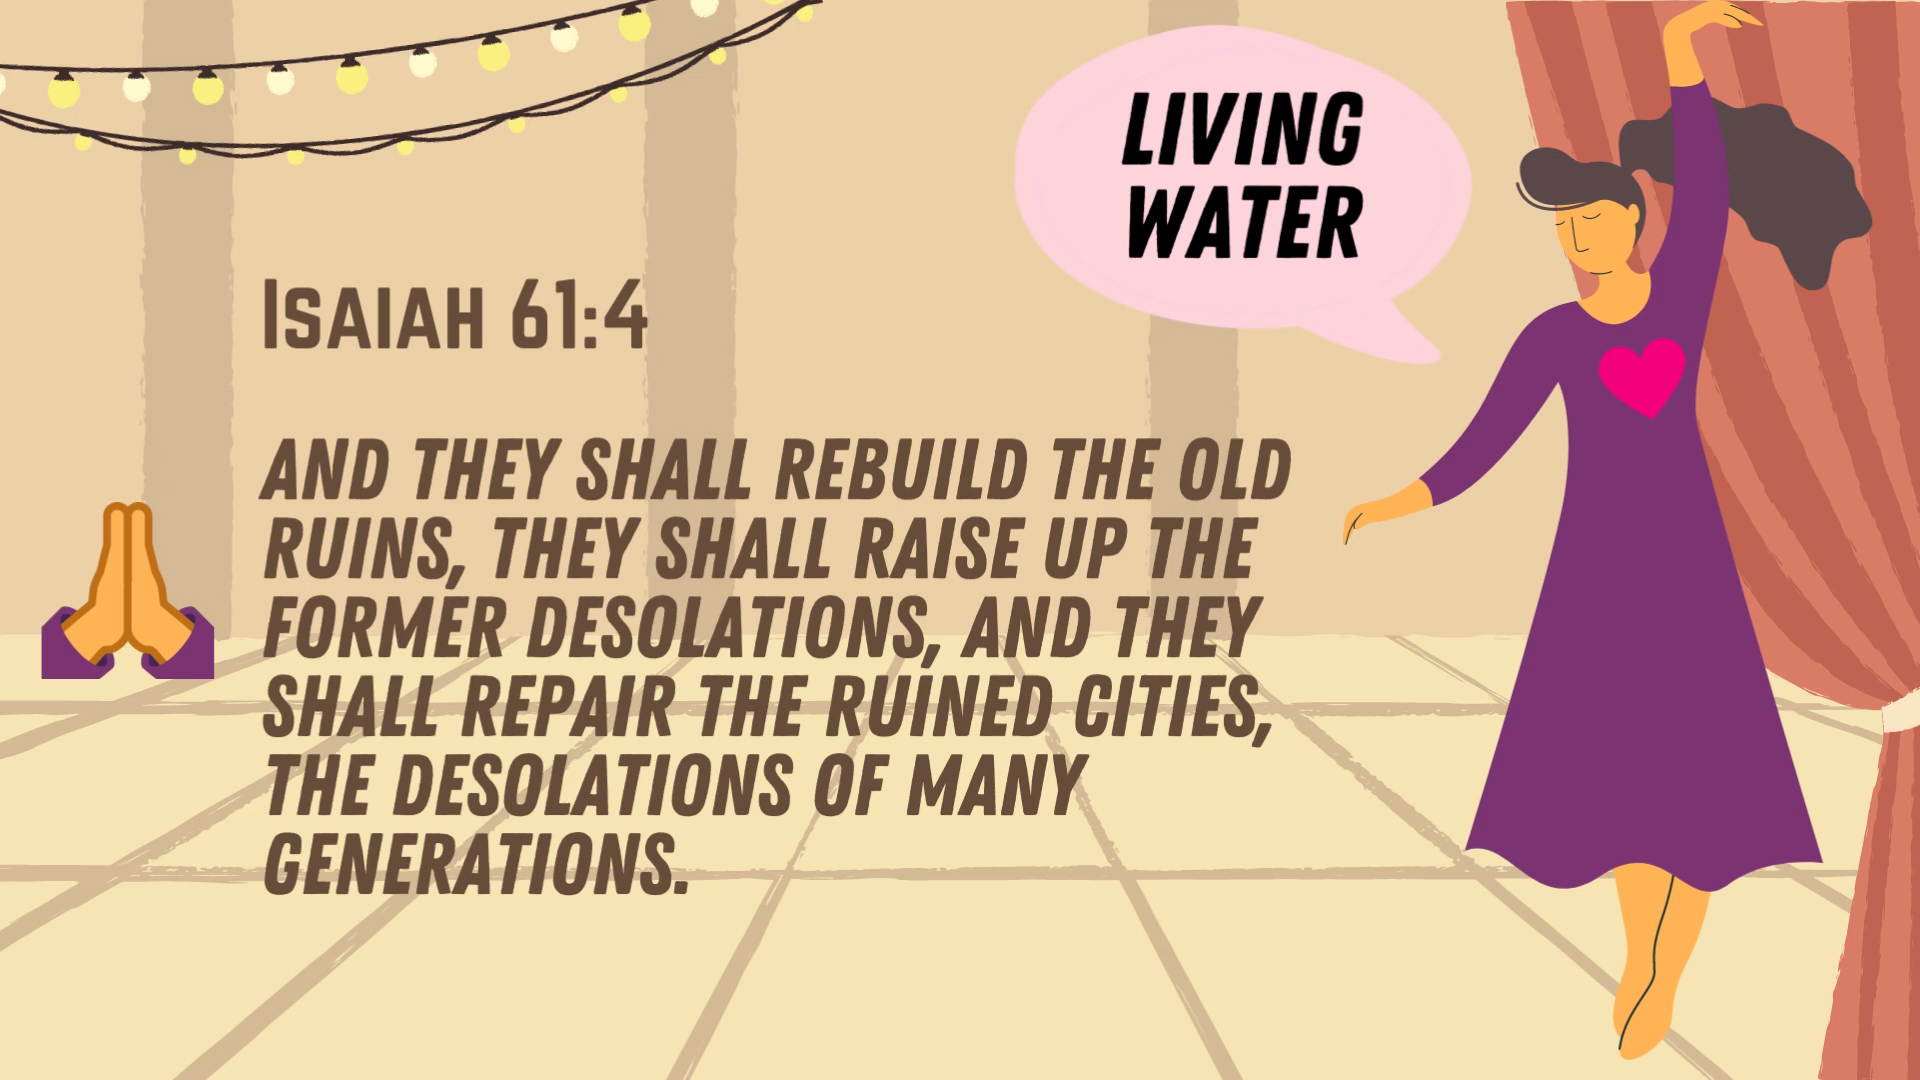 LIVING
WATER
Isaiah 61:4
AND THEY SHALL REBUILD THE OLD
RUINS, THEY SHALL RAISE UP THE
FORMER DESOLATIONS, AND THEY
SHALL REPAIR THE RUINED CITIES,
THE DESOLATIONS OF MANY
GENERATIONS.